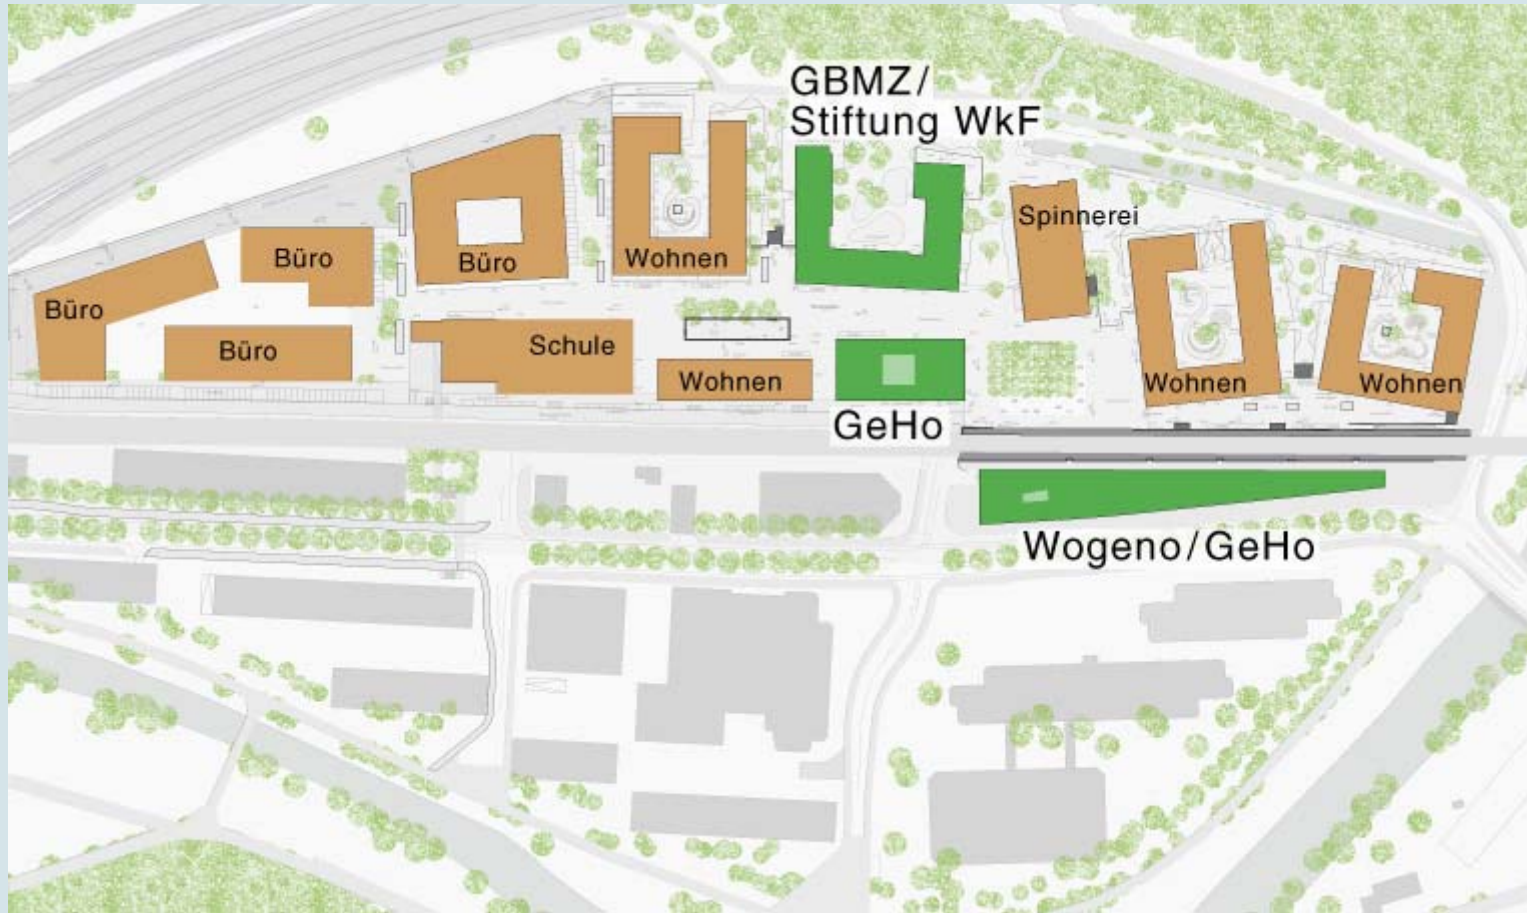 GBMZ/
Stiftung WkF
Spinnerei
Büro
Büro
Wohnen
Büro
Büro
Schule
Wohnen
Wohnen
Wohnen
GeHo
Wogeno/GeHo